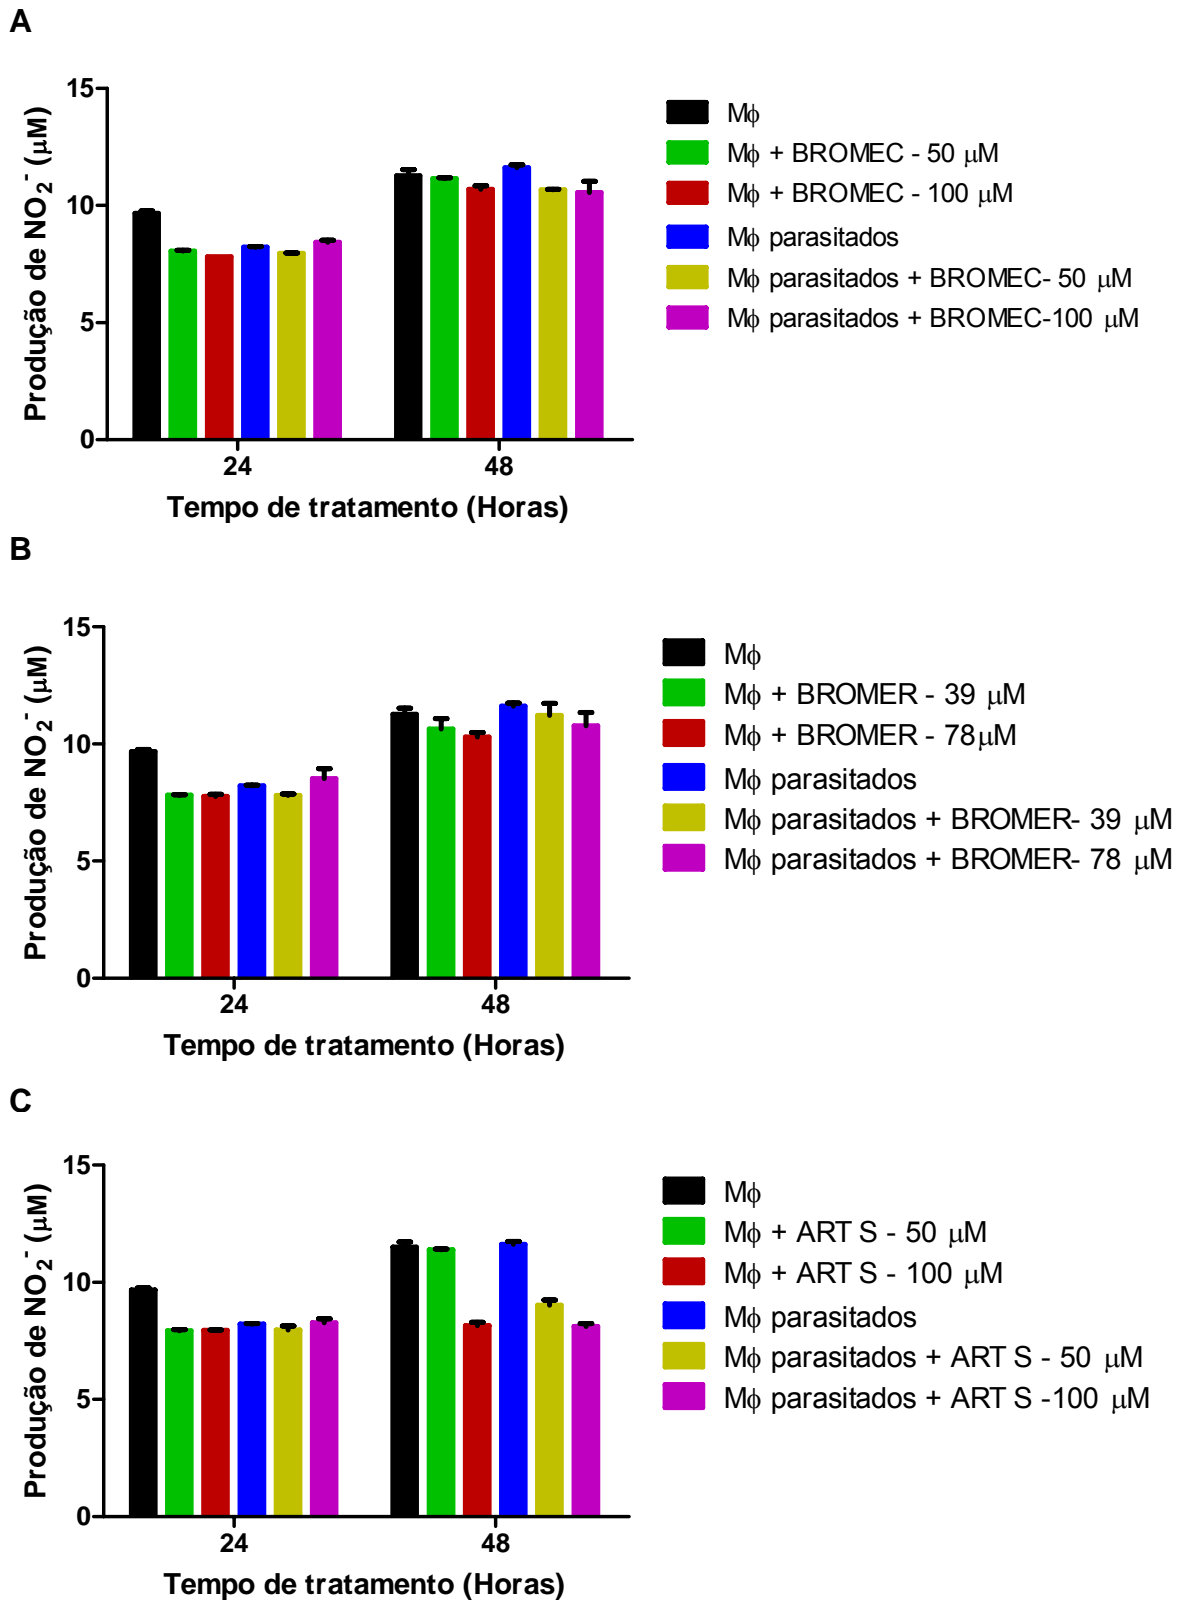 A
15
10
5
0
Produção de NO₂⁻ (μM)
24
48
Tempo de tratamento (Horas)
Mϕ
Mϕ + BROMEC - 50 μM
Mϕ + BROMEC - 100 μM
Mϕ parasitados
Mϕ parasitados + BROMEC- 50 μM
Mϕ parasitados + BROMEC-100 μM
B
15
10
5
0
Produção de NO₂⁻ (μM)
24
48
Tempo de tratamento (Horas)
Mϕ
Mϕ + BROMER - 39 μM
Mϕ + BROMER - 78μM
Mϕ parasitados
Mϕ parasitados + BROMER- 39 μM
Mϕ parasitados + BROMER- 78 μM
C
15
10
5
0
Produção de NO₂⁻ (μM)
24
48
Tempo de tratamento (Horas)
Mϕ
Mϕ + ART S - 50 μM
Mϕ + ART S - 100 μM
Mϕ parasitados
Mϕ parasitados + ART S - 50 μM
Mϕ parasitados + ART S -100 μM